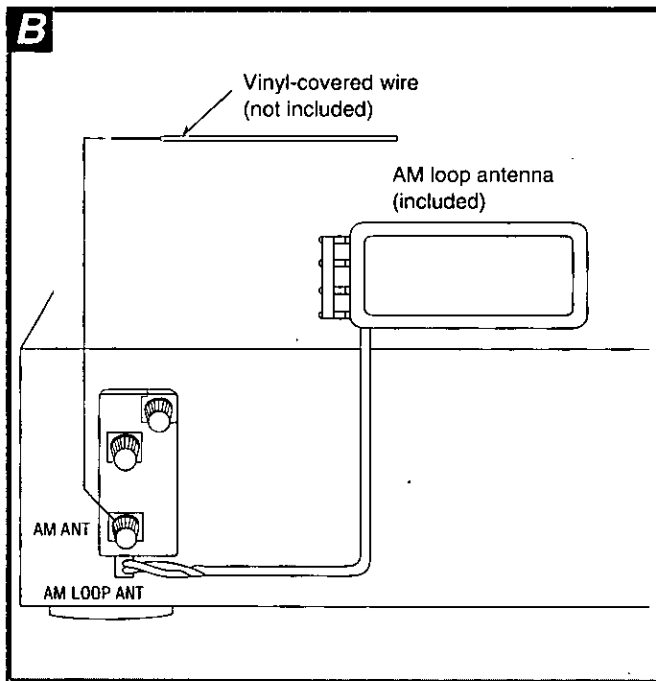 B
Vinyl-covered wire
(not included)
AM loop antenna
(included)
AM ANT
AM LOOP ANT